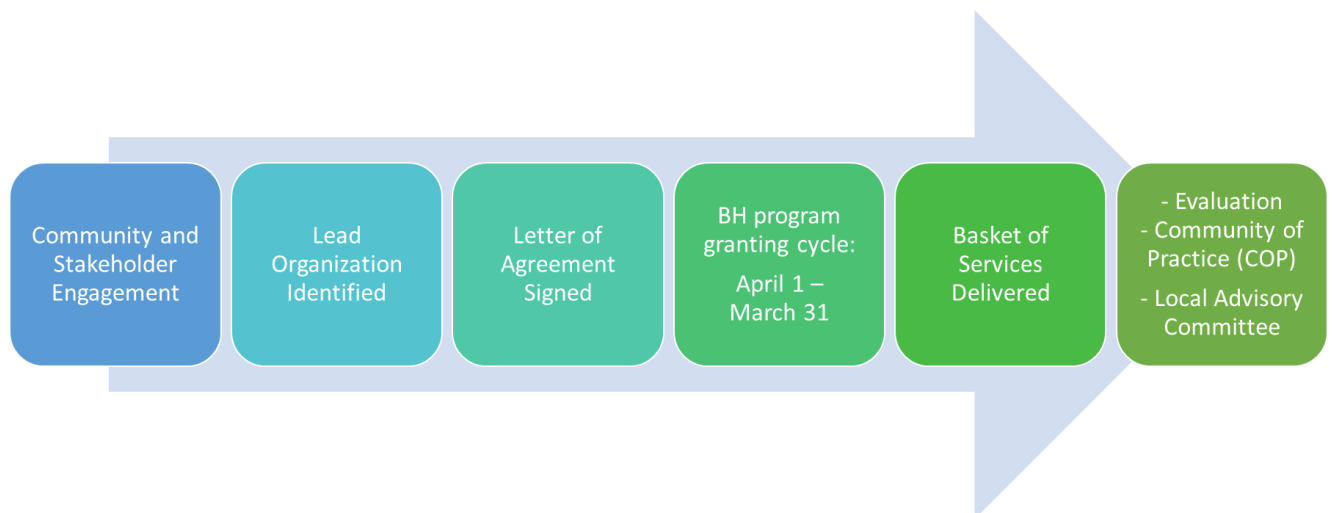 Community and
Stakeholder
Engagement
Lead
Organization
Identified
Letter of
Agreement
Signed
BH program
granting cycle:
April 1 –
March 31
Basket of
Services
Delivered
- Evaluation
- Community of
Practice (COP)
- Local Advisory
Committee